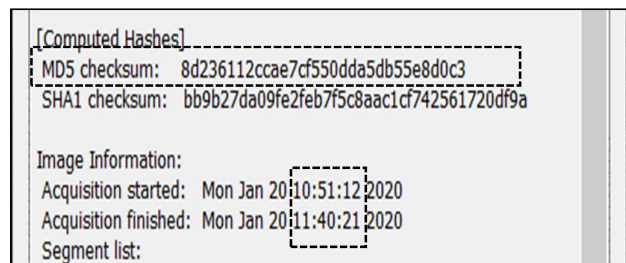 [Computed Hashes]
MD5 checksum: 8d236112ccae7cf550dda5db55e8d0c3
SHA1 checksum: bb9b27da09fe2feb7f5c8aac1cf742561720df9a
Image Information:
Acquisition started: Mon Jan 20 10:51:12 2020
Acquisition finished: Mon Jan 20 11:40:21 2020
Segment list: